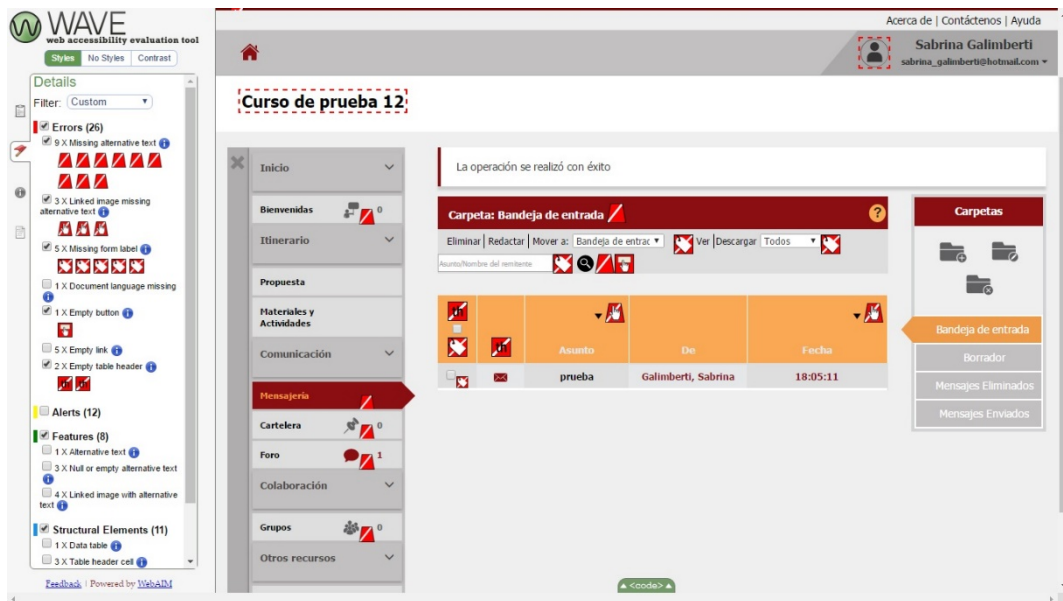 WAVE
web accessibility evaluation tool
Styles No Styles Contrast
Details
Filter: Custom
Errors (26)
9 X Missing alternative text
3 X Linked image missing
alternative text
5 X Missing form label
1 X Document language missing
1 X Empty button
5 X Empty link
2 X Empty table header
Alerts (12)
Features (8)
1 X Alternative text
3 X Null or empty alternative text
4 X Linked image with alternative
text
Structural Elements (11)
1 X Data table
3 X Table header cell
Feedback | Powered by WebAIM
Acerca de | Contáctenos | Ayuda
Sabrina Galimberti
sabrina_galimberti@hotmail.com
Curso de prueba 12
Inicio
Bienvenidas 0
Itinerario
Propuesta
Materiales y
Actividades
Comunicación
Mensajería
Cartelera 0
Foro 1
Colaboración
Grupos 0
Otros recursos
La operación se realizó con éxito
Carpeta: Bandeja de entrada ?
Eliminar | Redactar | Mover a: Bandeja de entrac Ver | Descargar Todos
Asunto/Nombre del remitente
th
th Asunto De Fecha
prueba Galimberti, Sabrina 18:05:11
Carpetas
Bandeja de entrada
Borrador
Mensajes Eliminados
Mensajes Enviados
<code>